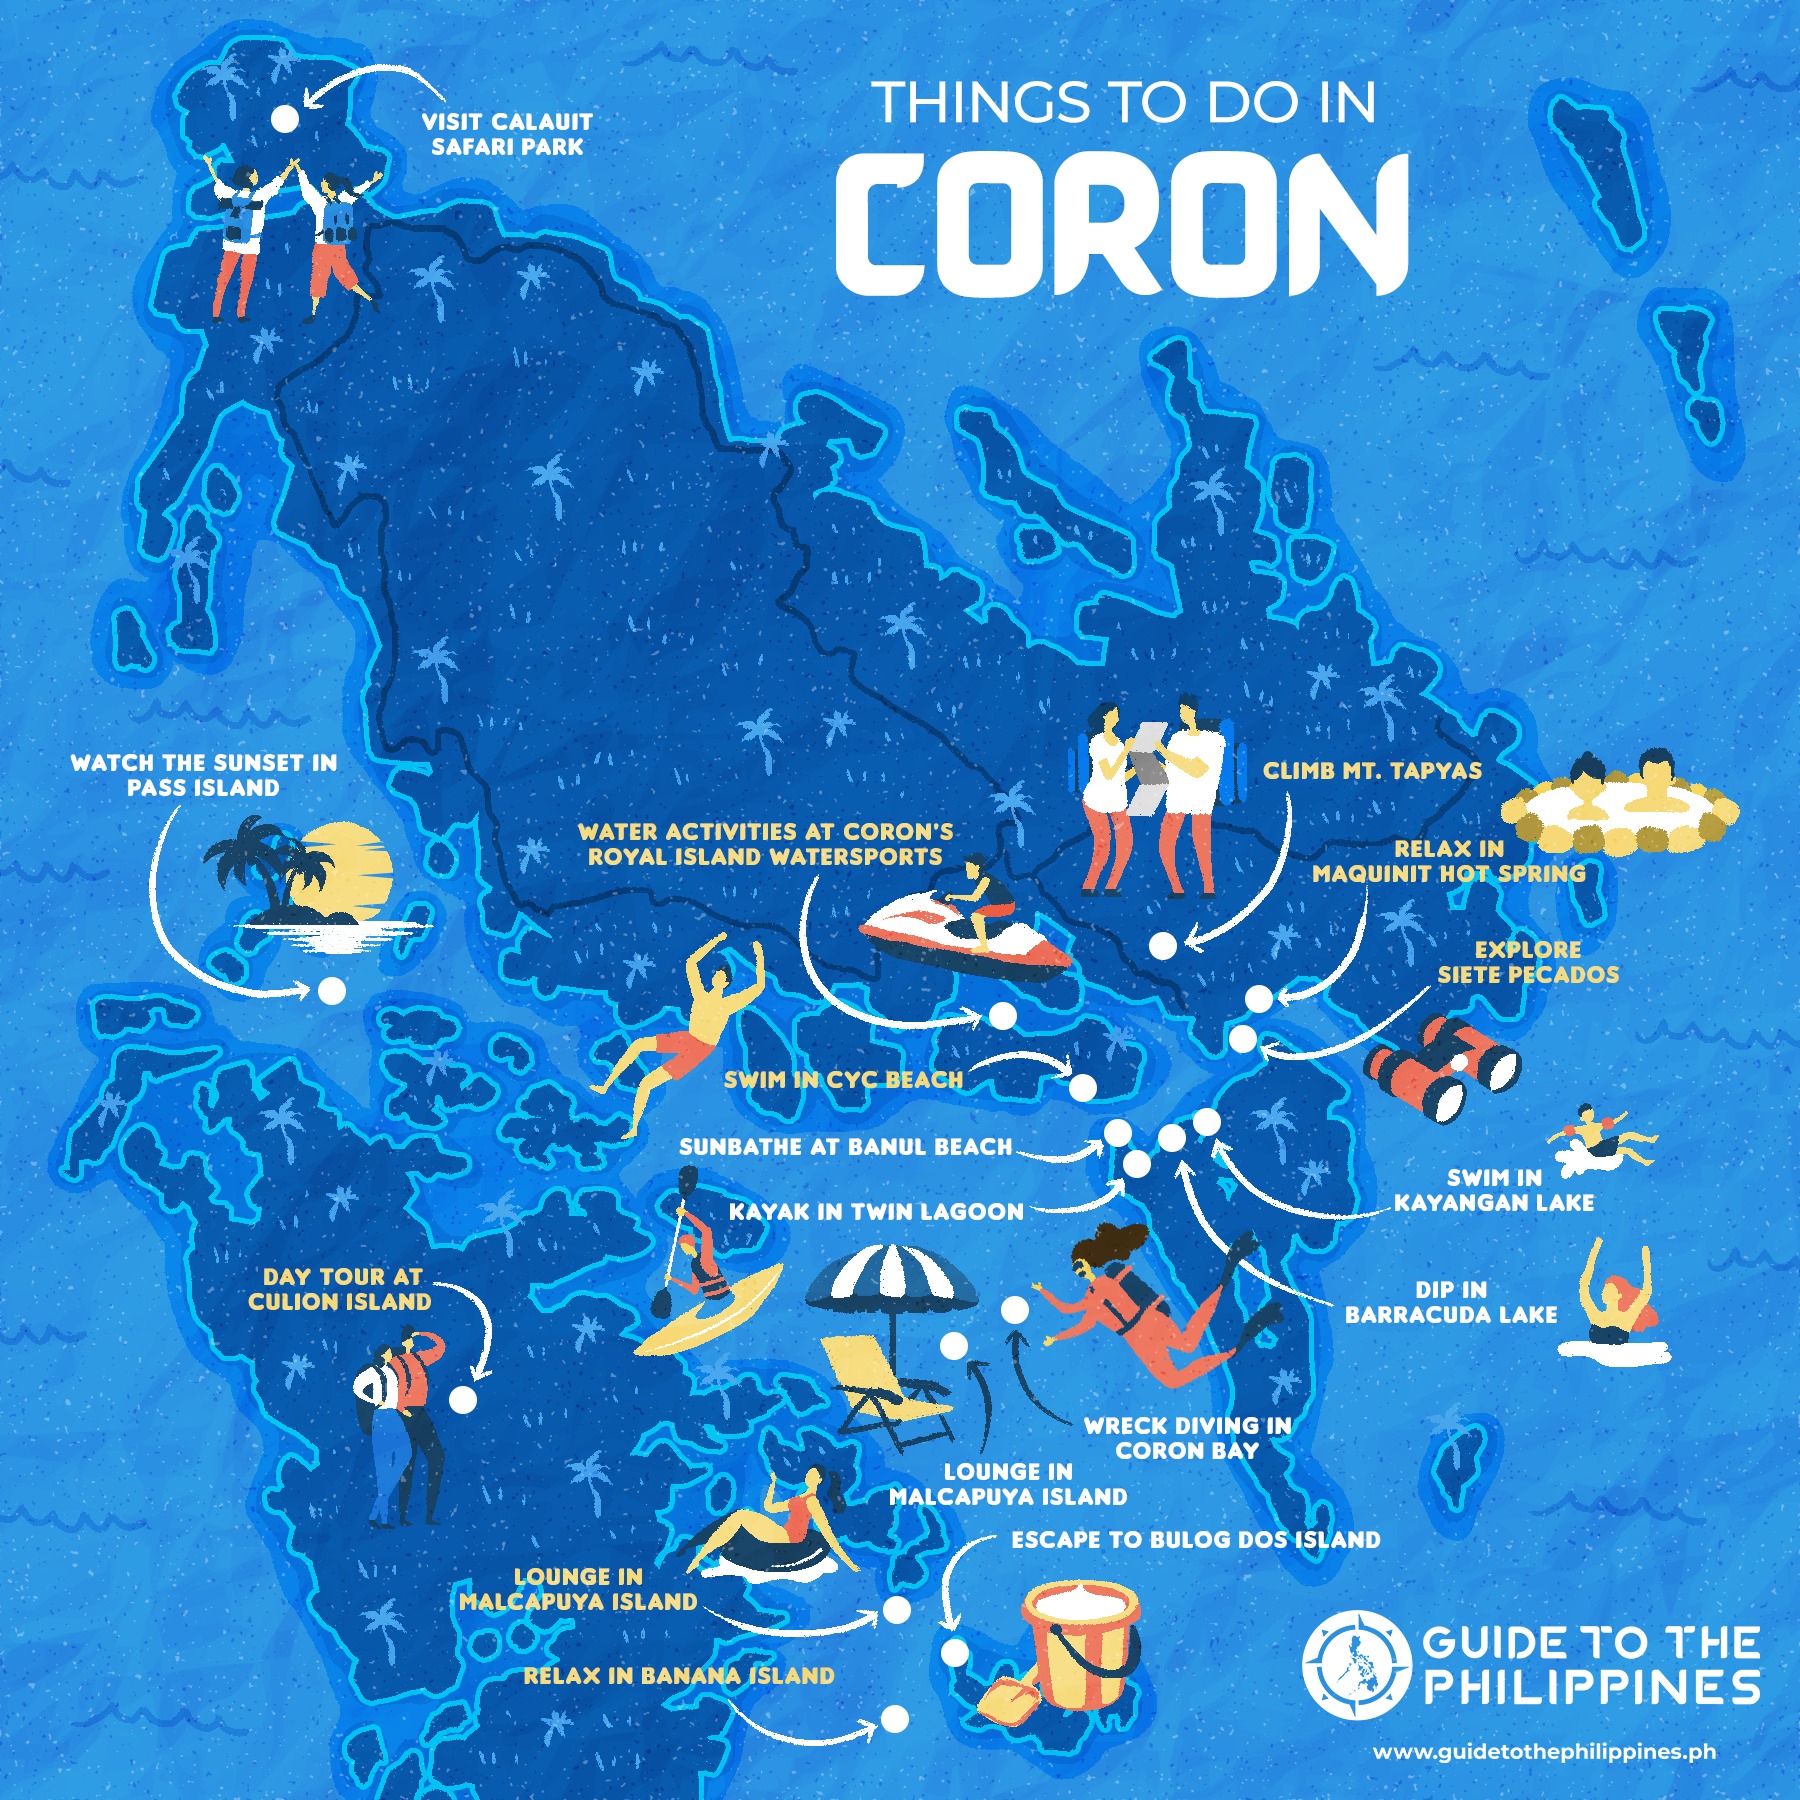 THINGS TO DO IN
CORON
VISIT CALAUIT
SAFARI PARK
WATCH THE SUNSET IN
PASS ISLAND
CLIMB MT. TAPYAS
WATER ACTIVITIES AT CORON'S
ROYAL ISLAND WATERSPORTS
RELAX IN
MAQUINIT HOT SPRING
EXPLORE
SIETE PECADOS
SWIM IN CYC BEACH
SUNBATHE AT BANUL BEACH
SWIM IN
KAYANGAN LAKE
KAYAK IN TWIN LAGOON
DAY TOUR AT
CULION ISLAND
DIP IN
BARRACUDA LAKE
WRECK DIVING IN
CORON BAY
LOUNGE IN
MALCAPUYA ISLAND
ESCAPE TO BULOG DOS ISLAND
LOUNGE IN
MALCAPUYA ISLAND
RELAX IN BANANA ISLAND
GUIDE TO THE
PHILIPPINES
www.guidetothephilippines.ph